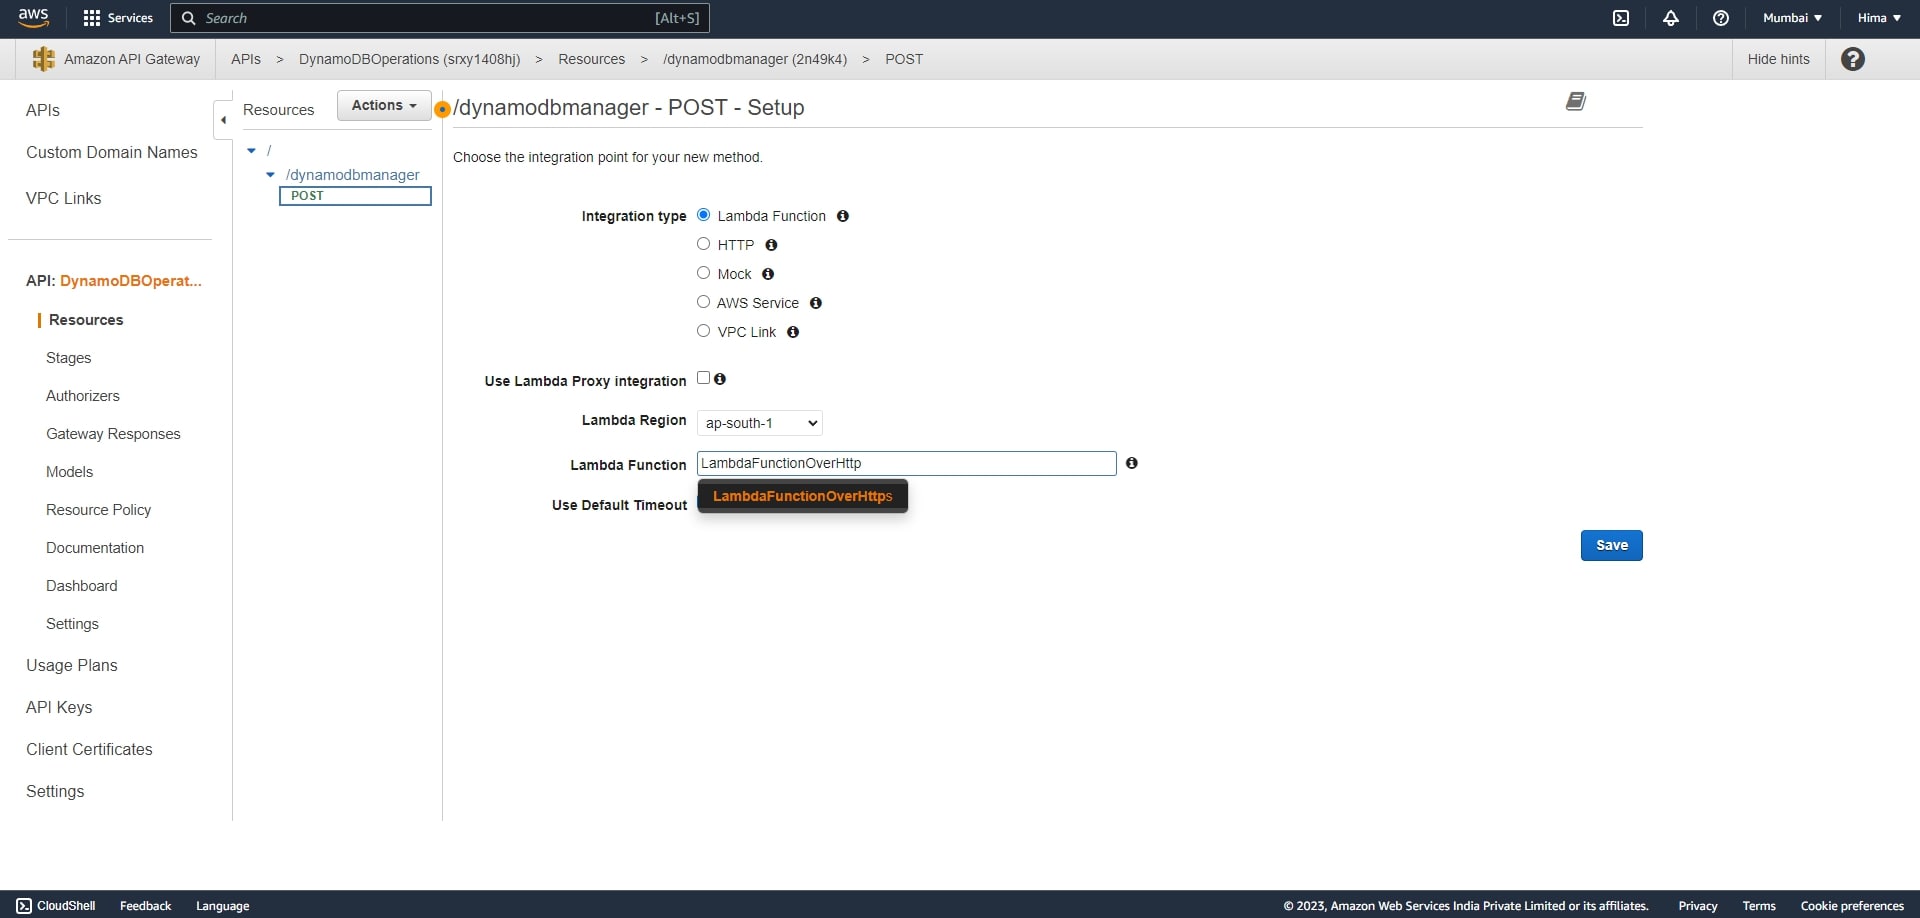 aws
Services
Search
[Alt+S]
Mumbai
Hima
Amazon API Gateway
APIs > DynamoDBOperations (srxy1408hj) > Resources > /dynamodbmanager (2n49k4) > POST
Hide hints
APIs
Custom Domain Names
VPC Links
API: DynamoDBOperat...
Resources
Stages
Authorizers
Gateway Responses
Models
Resource Policy
Documentation
Dashboard
Settings
Usage Plans
API Keys
Client Certificates
Settings
Resources
Actions
/
/dynamodbmanager
POST
/dynamodbmanager - POST - Setup
Choose the integration point for your new method.
Integration type
Lambda Function
HTTP
Mock
AWS Service
VPC Link
Use Lambda Proxy integration
Lambda Region
ap-south-1
Lambda Function
LambdaFunctionOverHttp
LambdaFunctionOverHttps
Use Default Timeout
Save
CloudShell
Feedback
Language
© 2023, Amazon Web Services India Private Limited or its affiliates.
Privacy
Terms
Cookie preferences